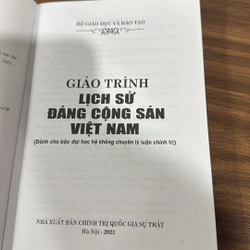 BỘ GIÁO DỤC VÀ ĐÀO TẠO
GIÁO TRÌNH
LỊCH SỬ
ĐẢNG CỘNG SẢN
VIỆT NAM
(Dành cho bậc đại học hệ không chuyên lý luận chính trị)
NHÀ XUẤT BẢN CHÍNH TRỊ QUỐC GIA SỰ THẬT
Hà Nội - 2021